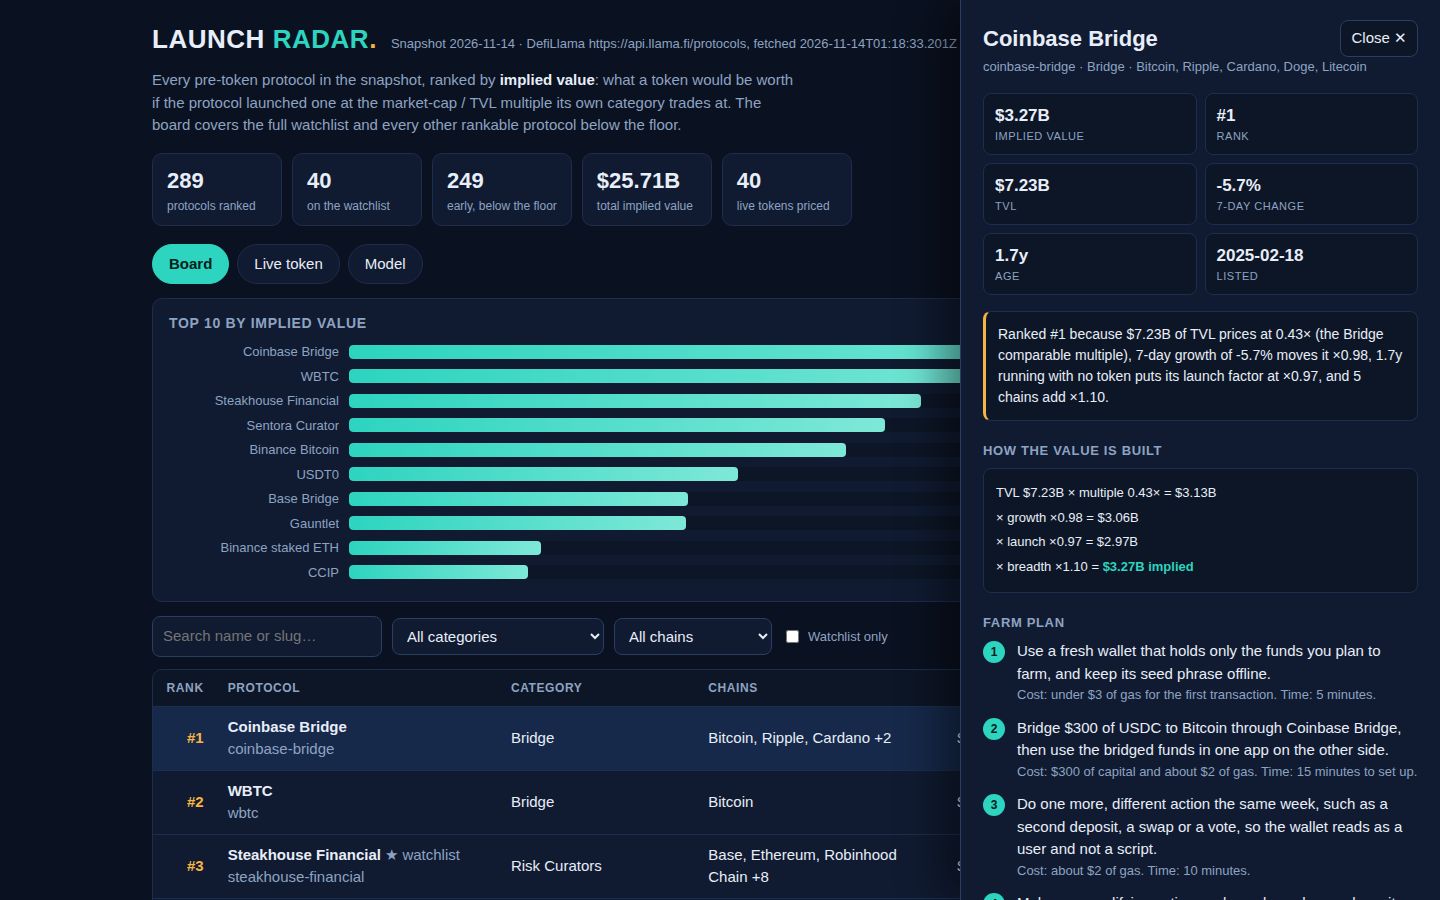 LAUNCH RADAR.
Snapshot 2026-11-14 · DefiLlama https://api.llama.fi/protocols, fetched 2026-11-14T01:18:33.201Z
Every pre-token protocol in the snapshot, ranked by implied value: what a token would be worth
if the protocol launched one at the market-cap / TVL multiple its own category trades at. The
board covers the full watchlist and every other rankable protocol below the floor.
289
protocols ranked
40
on the watchlist
249
early, below the floor
$25.71B
total implied value
40
live tokens priced
Board
Live token
Model
TOP 10 BY IMPLIED VALUE
Coinbase Bridge
WBTC
Steakhouse Financial
Sentora Curator
Binance Bitcoin
USDT0
Base Bridge
Gauntlet
Binance staked ETH
CCIP
Search name or slug…
All categories
All chains
Watchlist only
RANK PROTOCOL CATEGORY CHAINS
#1 Coinbase Bridge Bridge Bitcoin, Ripple, Cardano +2
coinbase-bridge
#2 WBTC Bridge Bitcoin
wbtc
#3 Steakhouse Financial ★ watchlist Risk Curators Base, Ethereum, Robinhood
steakhouse-financial Chain +8
Coinbase Bridge
Close ✕
coinbase-bridge · Bridge · Bitcoin, Ripple, Cardano, Doge, Litecoin
$3.27B
IMPLIED VALUE
#1
RANK
$7.23B
TVL
-5.7%
7-DAY CHANGE
1.7y
AGE
2025-02-18
LISTED
Ranked #1 because $7.23B of TVL prices at 0.43× (the Bridge
comparable multiple), 7-day growth of -5.7% moves it ×0.98, 1.7y
running with no token puts its launch factor at ×0.97, and 5
chains add ×1.10.
HOW THE VALUE IS BUILT
TVL $7.23B × multiple 0.43× = $3.13B
× growth ×0.98 = $3.06B
× launch ×0.97 = $2.97B
× breadth ×1.10 = $3.27B implied
FARM PLAN
1 Use a fresh wallet that holds only the funds you plan to
farm, and keep its seed phrase offline.
Cost: under $3 of gas for the first transaction. Time: 5 minutes.
2 Bridge $300 of USDC to Bitcoin through Coinbase Bridge,
then use the bridged funds in one app on the other side.
Cost: $300 of capital and about $2 of gas. Time: 15 minutes to set up.
3 Do one more, different action the same week, such as a
second deposit, a swap or a vote, so the wallet reads as a
user and not a script.
Cost: about $2 of gas. Time: 10 minutes.